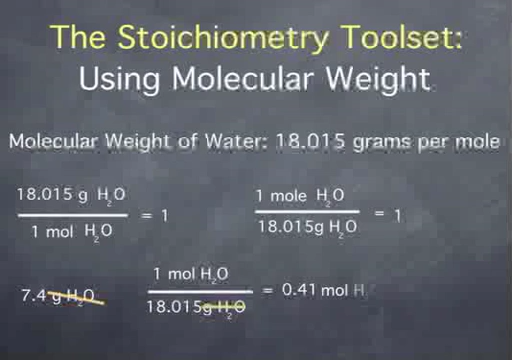 The Stoichiometry Toolset:
Using Molecular Weight
Molecular Weight of Water: 18.015 grams per mole
18.015 g H₂O
1 mol H₂O
= 1
1 mole H₂O
18.015g H₂O
= 1
7.4 g H₂O
1 mol H₂O
18.015g H₂O
= 0.41 mol H